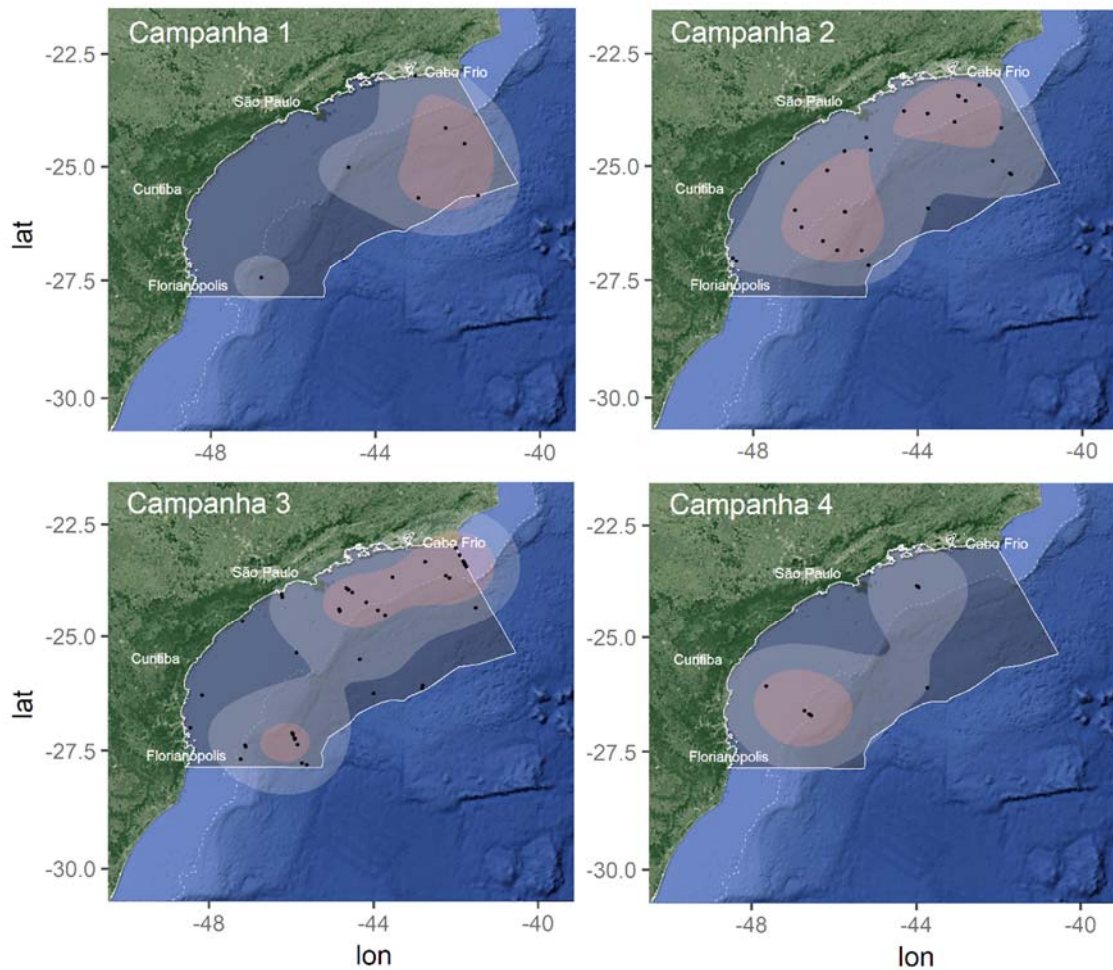 Campanha 1
Campanha 2
-22.5
Cabo Frio
São Paulo
-25.0
Curitiba
lat
-27.5
Florianópolis
-30.0
-48
-44
-40
-22.5
Cabo Frio
São Paulo
-25.0
Curitiba
-27.5
Florianópolis
-30.0
-48
-44
-40
Campanha 3
Campanha 4
-22.5
Cabo Frio
São Paulo
-25.0
Curitiba
lat
-27.5
Florianópolis
-30.0
-48
-44
-40
lon
-22.5
Cabo Frio
São Paulo
-25.0
Curitiba
-27.5
Florianópolis
-30.0
-48
-44
-40
lon